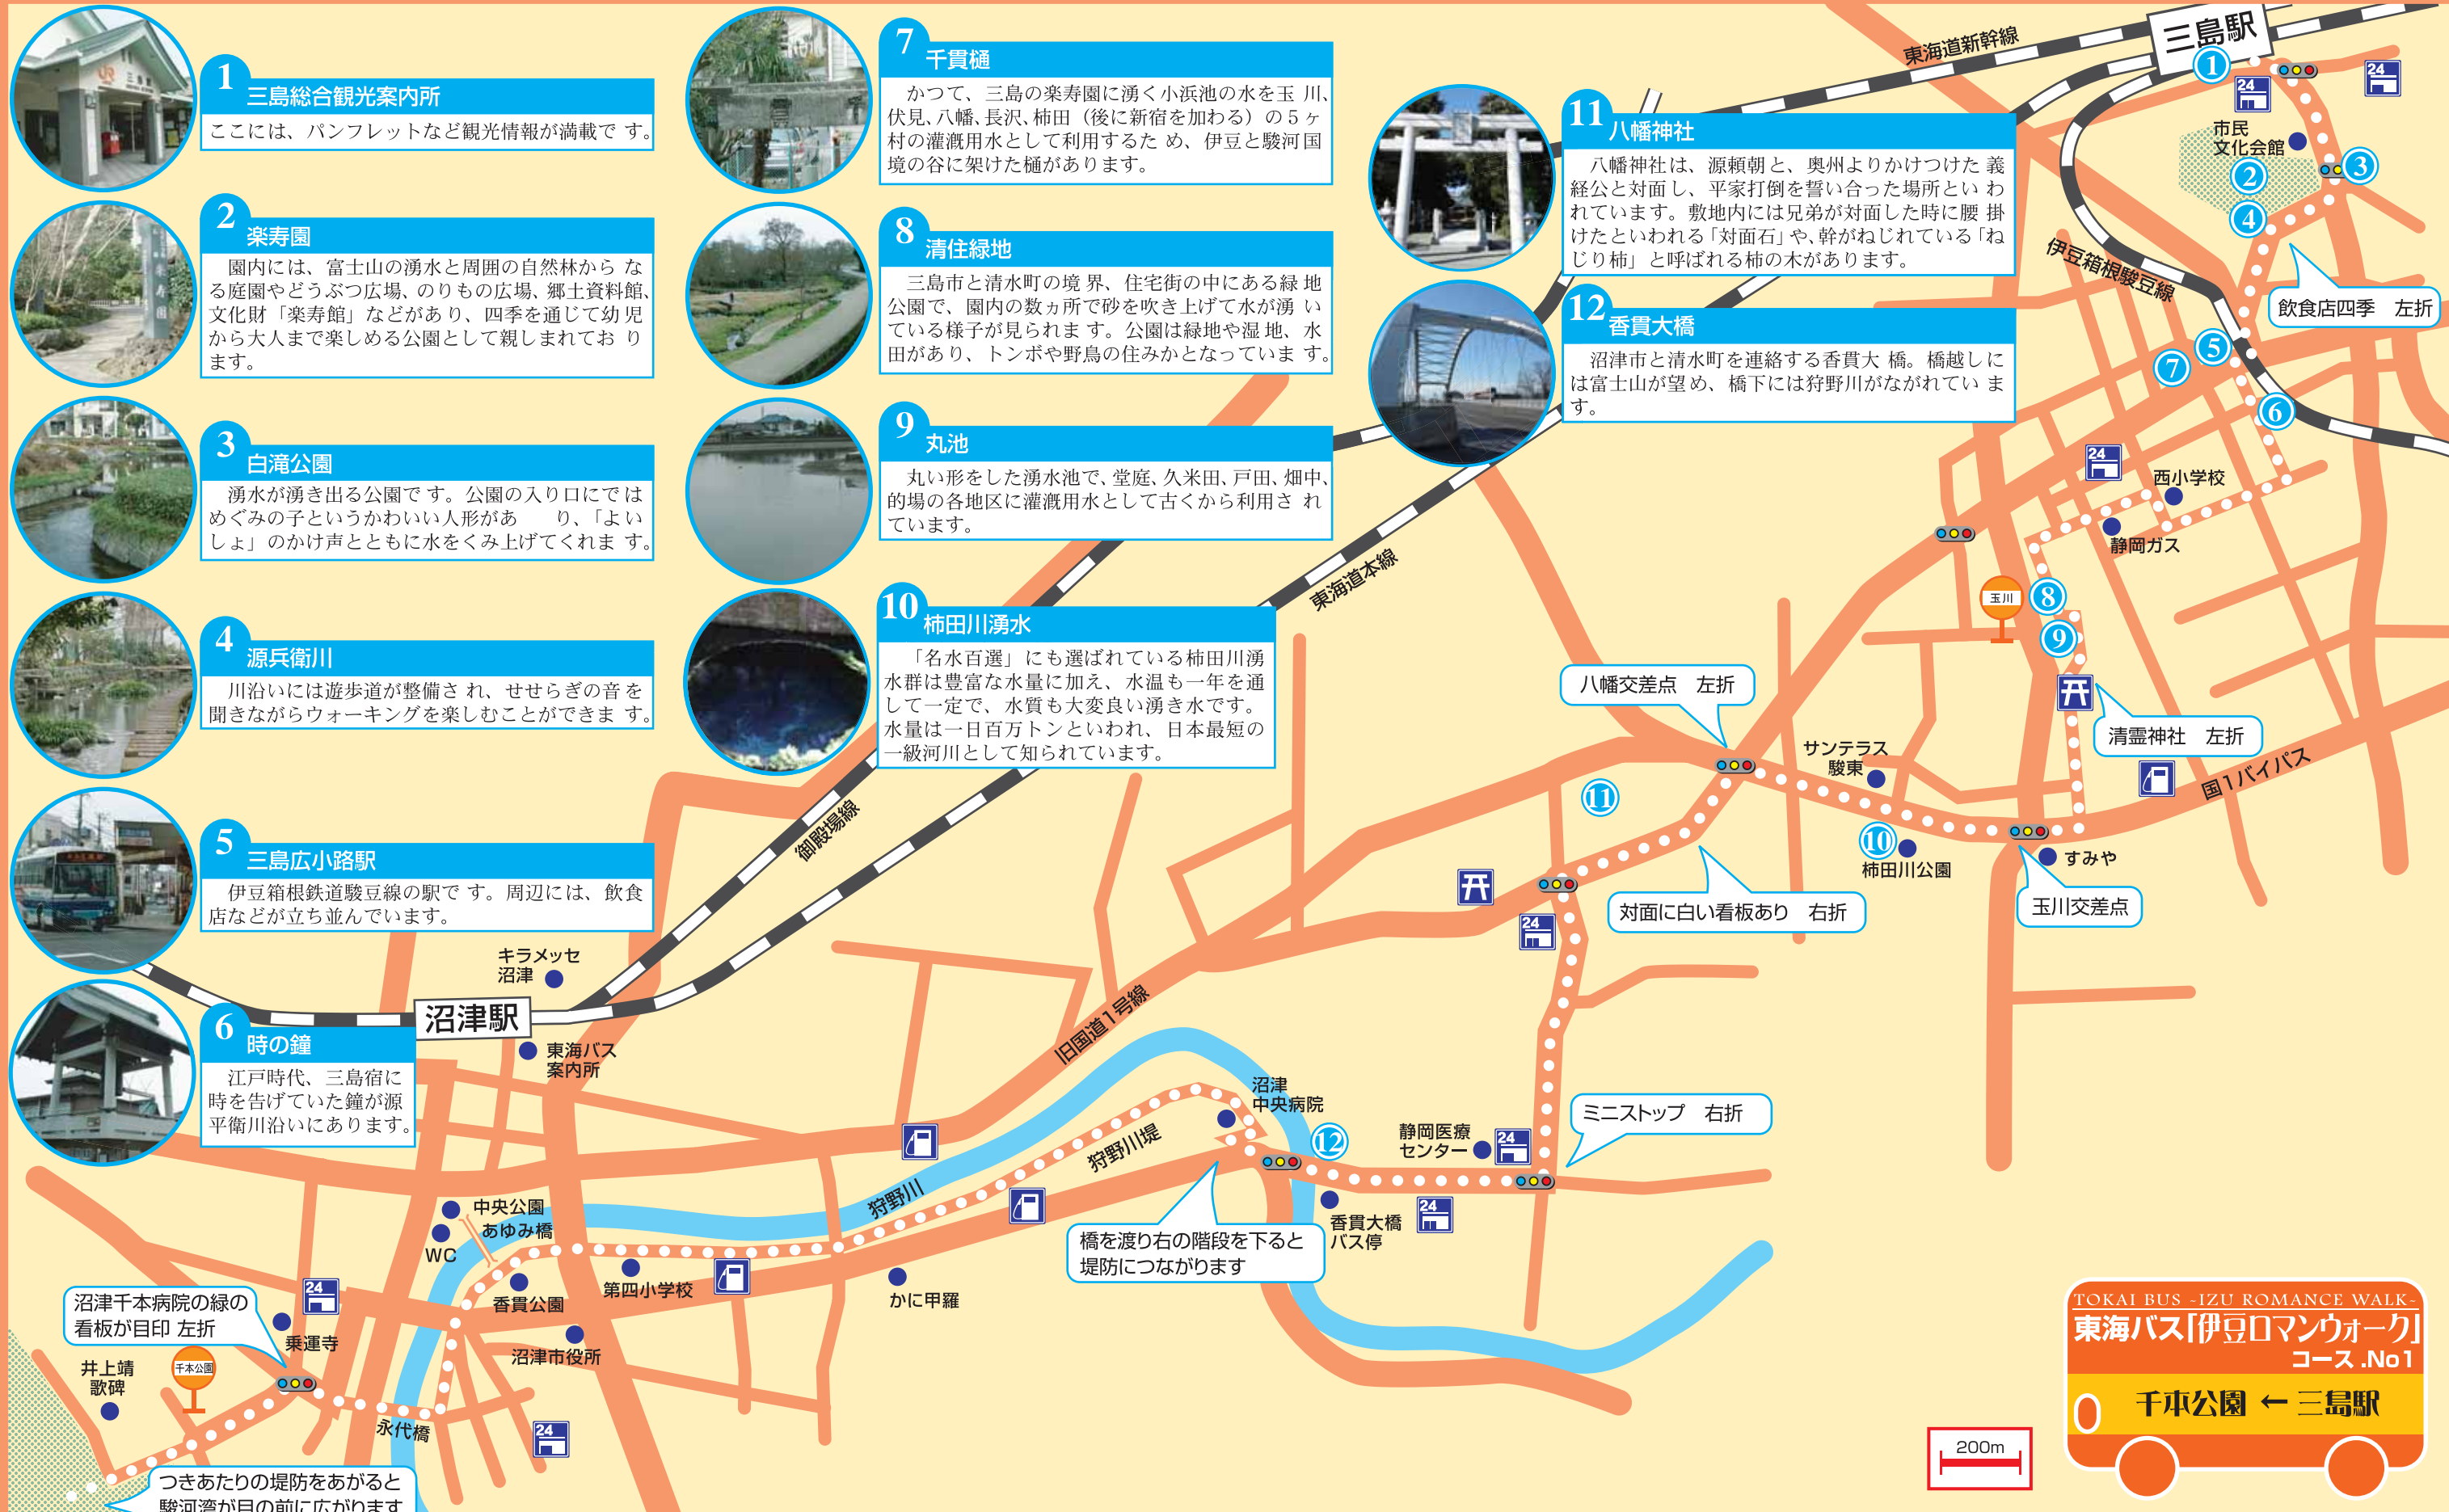 1
三島総合観光案内所
ここには、パンフレットなど観光情報が満載です。
2
楽寿園
園内には、富士山の湧水と周囲の自然林からな
る庭園やどうぶつ広場、のりもの広場、郷土資料館、
文化財「楽寿館」などがあり、四季を通じて幼児
から大人まで楽しめる公園として親しまれており
ます。
3
白滝公園
湧水が湧き出る公園です。公園の入り口にでは
めぐみの子というかわいい人形があ り、「よい
しょ」のかけ声とともに水をくみ上げてくれます。
4
源兵衛川
川沿いには遊歩道が整備され、せせらぎの音を
聞きながらウォーキングを楽しむことができます。
5
三島広小路駅
伊豆箱根鉄道駿豆線の駅です。周辺には、飲食
店などが立ち並んでいます。
6
時の鐘
江戸時代、三島宿に
時を告げていた鐘が源
平衛川沿いにあります。
7
千貫樋
かつて、三島の楽寿園に湧く小浜池の水を玉川、
伏見、八幡、長沢、柿田（後に新宿を加わる）の５ヶ
村の灌漑用水として利用するため、伊豆と駿河国
境の谷に架けた樋があります。
8
清住緑地
三島市と清水町の境界、住宅街の中にある緑地
公園で、園内の数ヵ所で砂を吹き上げて水が湧い
ている様子が見られます。公園は緑地や湿地、水
田があり、トンボや野鳥の住みかとなっています。
9
丸池
丸い形をした湧水池で、堂庭、久米田、戸田、畑中、
的場の各地区に灌漑用水として古くから利用され
ています。
10
柿田川湧水
「名水百選」にも選ばれている柿田川湧
水群は豊富な水量に加え、水温も一年を通
して一定で、水質も大変良い湧き水です。
水量は一日百万トンといわれ、日本最短の
一級河川として知られています。
11
八幡神社
八幡神社は、源頼朝と、奥州よりかけつけた義
経公と対面し、平家打倒を誓い合った場所といわ
れています。敷地内には兄弟が対面した時に腰掛
けたといわれる「対面石」や、幹がねじれている「ね
じり柿」と呼ばれる柿の木があります。
12
香貫大橋
沼津市と清水町を連絡する香貫大橋。橋越しに
は富士山が望め、橋下には狩野川がながれていま
す。
三島駅
東海道新幹線
1
24
24
市民
文化会館
2
3
4
伊豆箱根駿豆線
飲食店四季 左折
5
7
6
24
西小学校
静岡ガス
玉川
8
9
東海道本線
八幡交差点 左折
清霊神社 左折
サンテラス
駿東
国1バイパス
11
10
柿田川公園
すみや
対面に白い看板あり 右折
玉川交差点
24
御殿場線
キラメッセ
沼津
沼津駅
東海バス
案内所
旧国道1号線
沼津
中央病院
ミニストップ 右折
12
静岡医療
センター
24
狩野川堤
狩野川
中央公園
あゆみ橋
WC
香貫大橋
バス停
24
橋を渡り右の階段を下ると
堤防につながります
香貫公園
第四小学校
かに甲羅
24
沼津千本病院の緑の
看板が目印 左折
乗運寺
沼津市役所
井上靖
歌碑
千本公園
永代橋
24
つきあたりの堤防をあがると
駿河湾が目の前に広がります
200m
TOKAI BUS -IZU ROMANCE WALK-
東海バス「伊豆ロマンウォーク」
コース.No1
千本公園 ← 三島駅